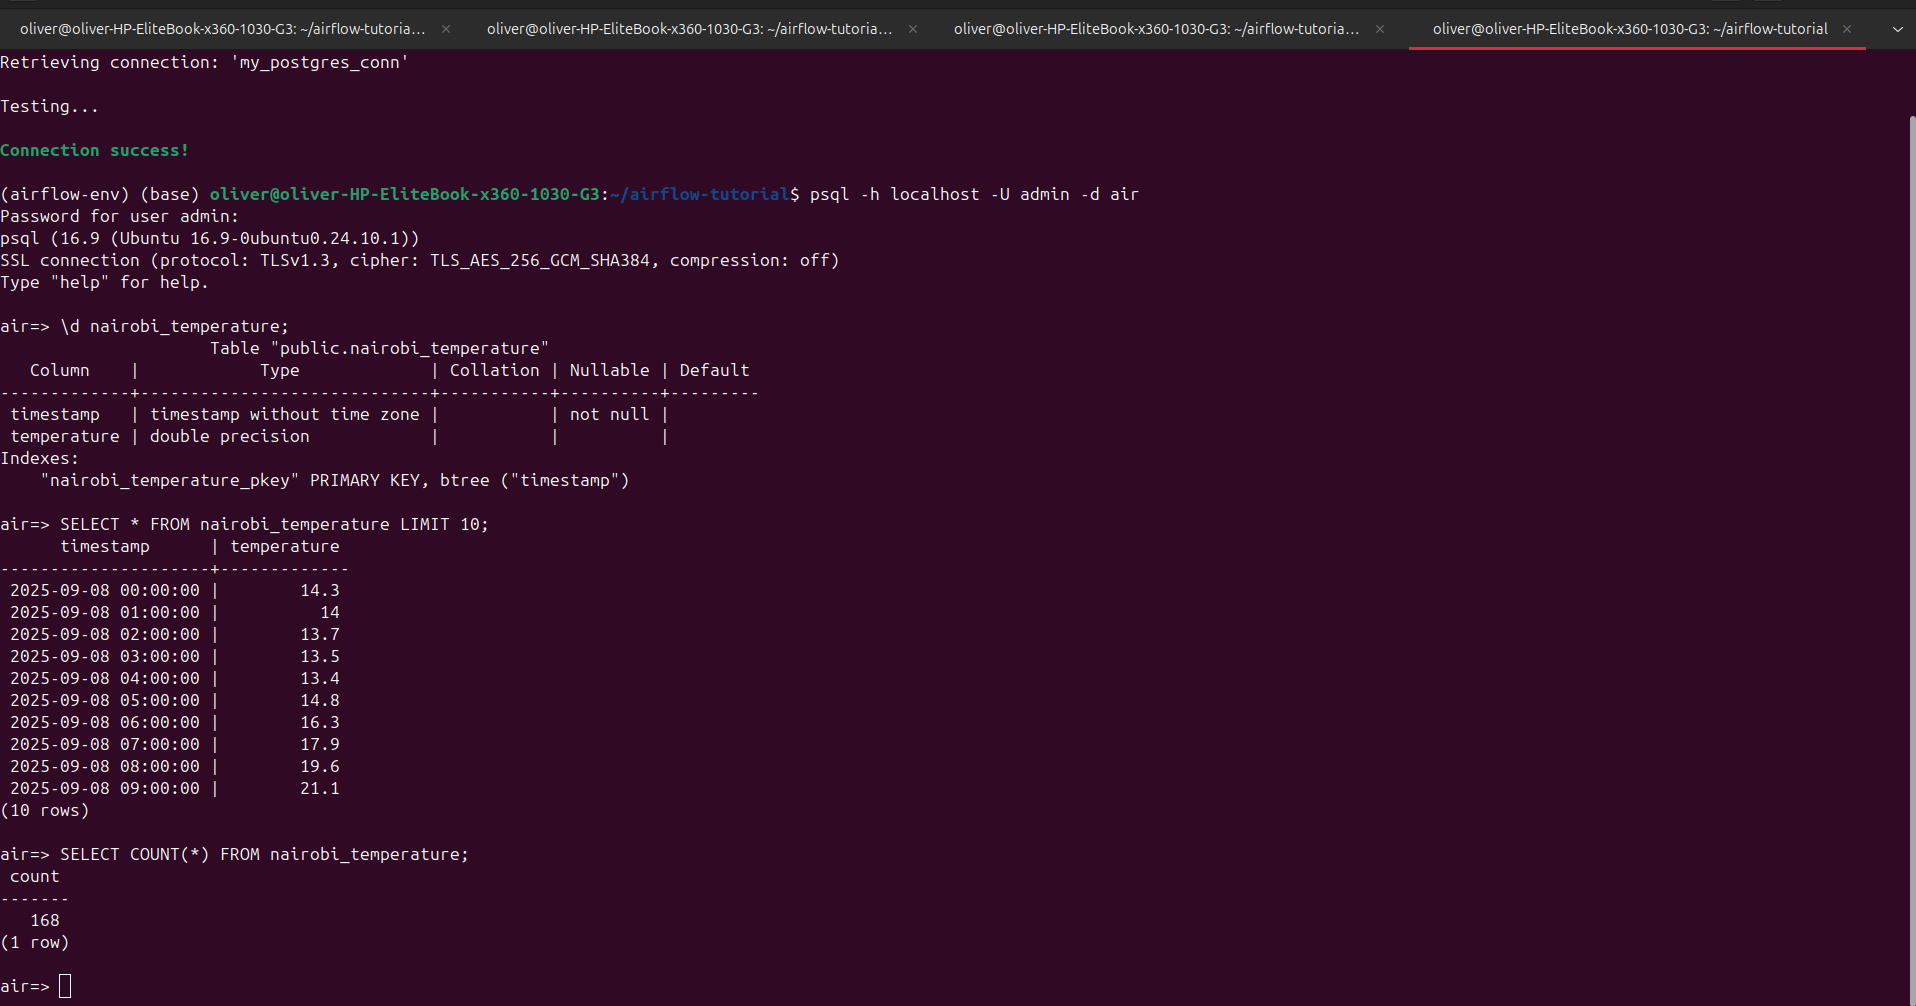 oliver@oliver-HP-EliteBook-x360-1030-G3: ~/airflow-tutoria... × oliver@oliver-HP-EliteBook-x360-1030-G3: ~/airflow-tutoria... × oliver@oliver-HP-EliteBook-x360-1030-G3: ~/airflow-tutoria... × oliver@oliver-HP-EliteBook-x360-1030-G3: ~/airflow-tutorial ×
Retrieving connection: 'my_postgres_conn'
Testing...
Connection success!
(airflow-env) (base) oliver@oliver-HP-EliteBook-x360-1030-G3:~/airflow-tutorial$ psql -h localhost -U admin -d air
Password for user admin:
psql (16.9 (Ubuntu 16.9-0ubuntu0.24.10.1))
SSL connection (protocol: TLSv1.3, cipher: TLS_AES_256_GCM_SHA384, compression: off)
Type "help" for help.
air=> \d nairobi_temperature;
                     Table "public.nairobi_temperature"
   Column    |            Type             | Collation | Nullable | Default
-------------+-----------------------------+-----------+----------+---------
 timestamp   | timestamp without time zone |           | not null |
 temperature | double precision            |           |          |
Indexes:
    "nairobi_temperature_pkey" PRIMARY KEY, btree ("timestamp")
air=> SELECT * FROM nairobi_temperature LIMIT 10;
      timestamp      | temperature
---------------------+-------------
 2025-09-08 00:00:00 |        14.3
 2025-09-08 01:00:00 |          14
 2025-09-08 02:00:00 |        13.7
 2025-09-08 03:00:00 |        13.5
 2025-09-08 04:00:00 |        13.4
 2025-09-08 05:00:00 |        14.8
 2025-09-08 06:00:00 |        16.3
 2025-09-08 07:00:00 |        17.9
 2025-09-08 08:00:00 |        19.6
 2025-09-08 09:00:00 |        21.1
(10 rows)
air=> SELECT COUNT(*) FROM nairobi_temperature;
 count
-------
   168
(1 row)
air=>